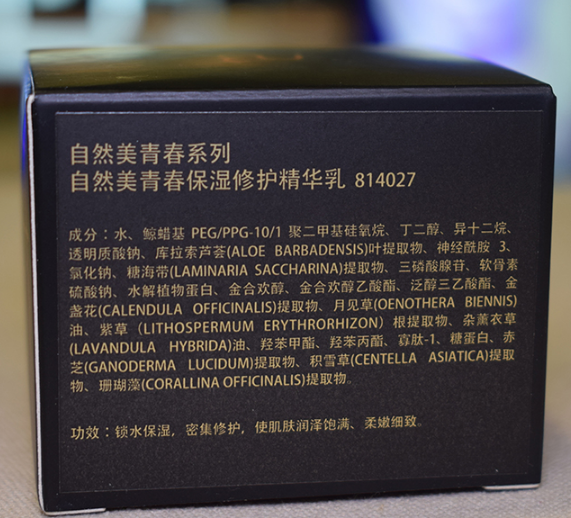 自然美青春系列
自然美青春保湿修护精华乳 814027
成分：水、鲸蜡基 PEG/PPG-10/1 聚二甲基硅氧烷、丁二醇、异十二烷、
透明质酸钠、库拉索芦荟(ALOE BARBADENSIS)叶提取物、神经酰胺 3、
氯化钠、糖海带(LAMINARIA SACCHARINA)提取物、三磷酸腺苷、软骨素
硫酸钠、水解植物蛋白、金合欢醇、金合欢醇乙酸酯、泛醇三乙酸酯、金
盏花(CALENDULA OFFICINALIS)提取物、月见草(OENOTHERA BIENNIS)
油、紫草（LITHOSPERMUM ERYTHRORHIZON）根提取物、杂薰衣草
(LAVANDULA HYBRIDA)油、羟苯甲酯、羟苯丙酯、寡肽-1、糖蛋白、赤
芝(GANODERMA LUCIDUM)提取物、积雪草(CENTELLA ASIATICA)提取
物、珊瑚藻(CORALLINA OFFICINALIS)提取物。
功效：锁水保湿，密集修护，使肌肤润泽饱满、柔嫩细致。